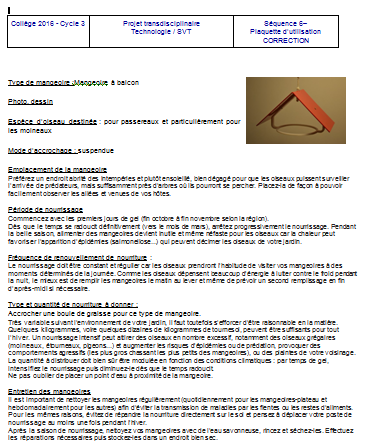 Collège 2016 - Cycle 3
Projet transdisciplinaire
Technologie / SVT
Séquence 6–
Plaquette d'utilisation
CORRECTION
Type de mangeoire :Mangeoire à balcon
Photo, dessin
Espèce d'oiseau destinée : pour passereaux et particulièrement pour
les moineaux
Mode d'accrochage : suspendue
Emplacement de la mangeoire
Préférez un endroit abrité des intempéries et plutôt ensoleillé, bien dégagé pour que les oiseaux puissent surveiller
l'arrivée de prédateurs, mais suffisamment près d'arbres où ils pourront se percher. Placez-la de façon à pouvoir
facilement observer les allées et venues de vos hôtes.
Période de nourrissage
Commencez avec les premiers jours de gel (fin octobre à fin novembre selon la région).
Dès que le temps se radoucit définitivement (vers le mois de mars), arrêtez progressivement le nourrissage. Pendant
la belle saison, alimenter des mangeoires devient inutile et même néfaste pour les oiseaux car la chaleur peut
favoriser l'apparition d'épidémies (salmonellose...) qui peuvent décimer les oiseaux de votre jardin.
Fréquence de renouvellement de nourriture :
Le nourrissage doit être constant et régulier car les oiseaux prendront l'habitude de visiter vos mangeoires à des
moments déterminés de la journée. Comme les oiseaux dépensent beaucoup d'énergie à lutter contre le froid pendant
la nuit, le mieux est de remplir les mangeoires le matin au lever et même de prévoir un second remplissage en fin
d'après-midi si nécessaire.
Type et quantité de nourriture à donner :
Accrocher une boule de graisse pour ce type de mangeoire.
Très variable suivant l'environnement de votre jardin, il faut toutefois s'efforcer d'être raisonnable en la matière.
Quelques kilogrammes, voire quelques dizaines de kilogrammes de tournesol, peuvent être suffisants pour tout
l'hiver. Un nourrissage intensif peut attirer des oiseaux en nombre excessif, notamment des oiseaux grégaires
(moineaux, étourneaux, pigeons...) et augmenter les risques d'épidémies ou de prédation, provoquer des
comportements agressifs (les plus gros chassant les plus petits des mangeoires), ou des plaintes de votre voisinage.
La quantité à distribuer doit bien sûr être modulée en fonction des conditions climatiques : par temps de gel,
intensifiez le nourrissage puis diminuez-le dès que le temps radoucit.
Ne pas oublier de placer un point d'eau à proximité de la mangeoire.
Entretien des mangeoires
Il est important de nettoyer les mangeoires régulièrement (quotidiennement pour les mangeoires-plateau et
hebdomadairement pour les autres) afin d'éviter la transmission de maladies par les fientes ou les restes d'aliments.
Pour les mêmes raisons, évitez de répandre la nourriture directement sur le sol et pensez à déplacer votre poste de
nourrissage au moins une fois pendant l'hiver.
Après la saison de nourrissage, nettoyez vos mangeoires avec de l'eau savonneuse, rincez et séchez-les. Effectuez
les réparations nécessaires puis stockez-les dans un endroit bien sec.